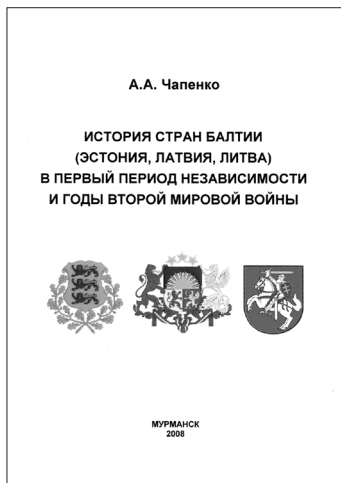 А.А. Чапенко
ИСТОРИЯ СТРАН БАЛТИИ
(ЭСТОНИЯ, ЛАТВИЯ, ЛИТВА)
В ПЕРВЫЙ ПЕРИОД НЕЗАВИСИМОСТИ
И ГОДЫ ВТОРОЙ МИРОВОЙ ВОЙНЫ
МУРМАНСК
2008